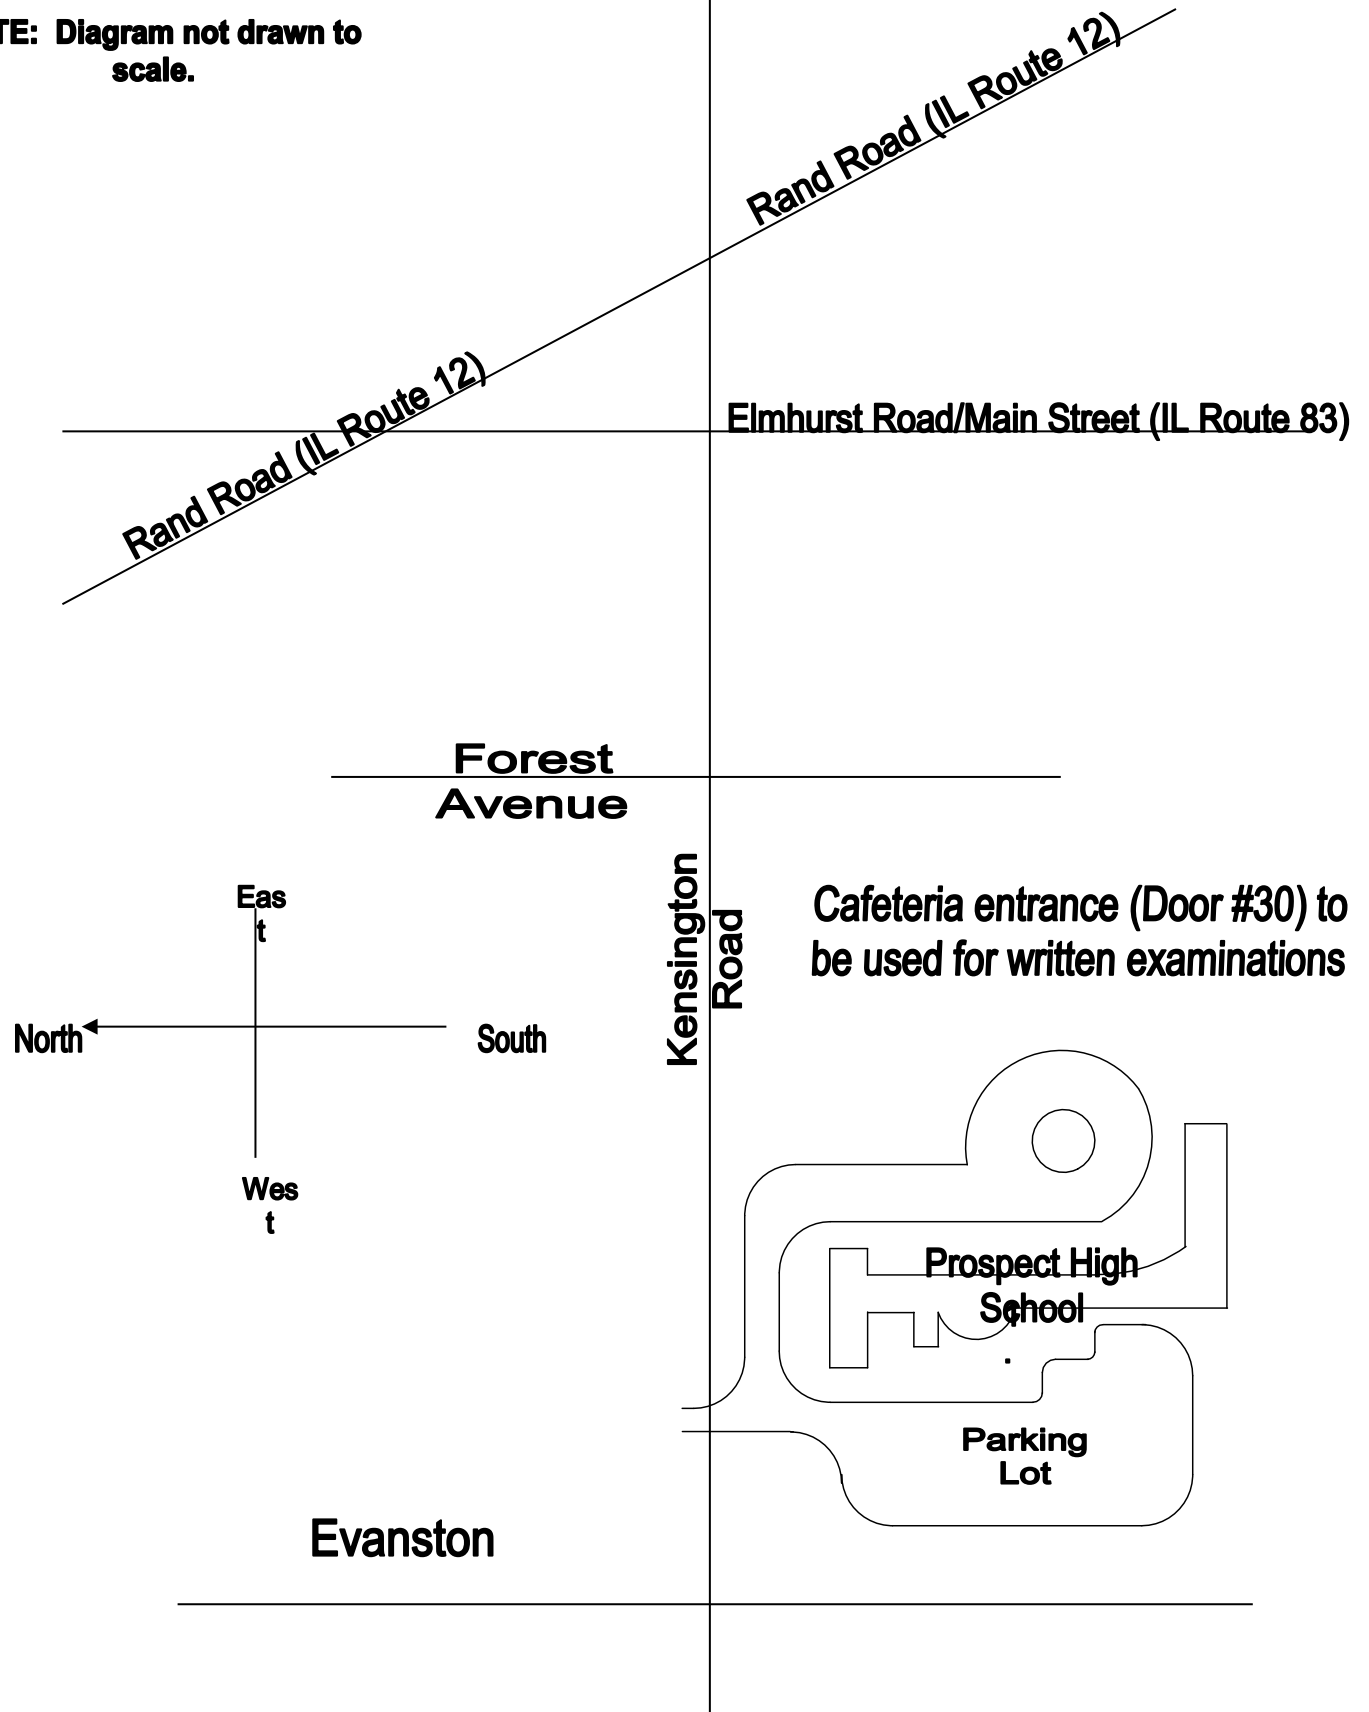 TE: Diagram not drawn to
scale.
Rand Road (IL Route 12)
Rand Road (IL Route 12)
Elmhurst Road/Main Street (IL Route 83)
Forest
Avenue
Kensington
Road
Cafeteria entrance (Door #30) to
be used for written examinations
Eas
t
North
South
Wes
t
Prospect High
School
Parking
Lot
Evanston